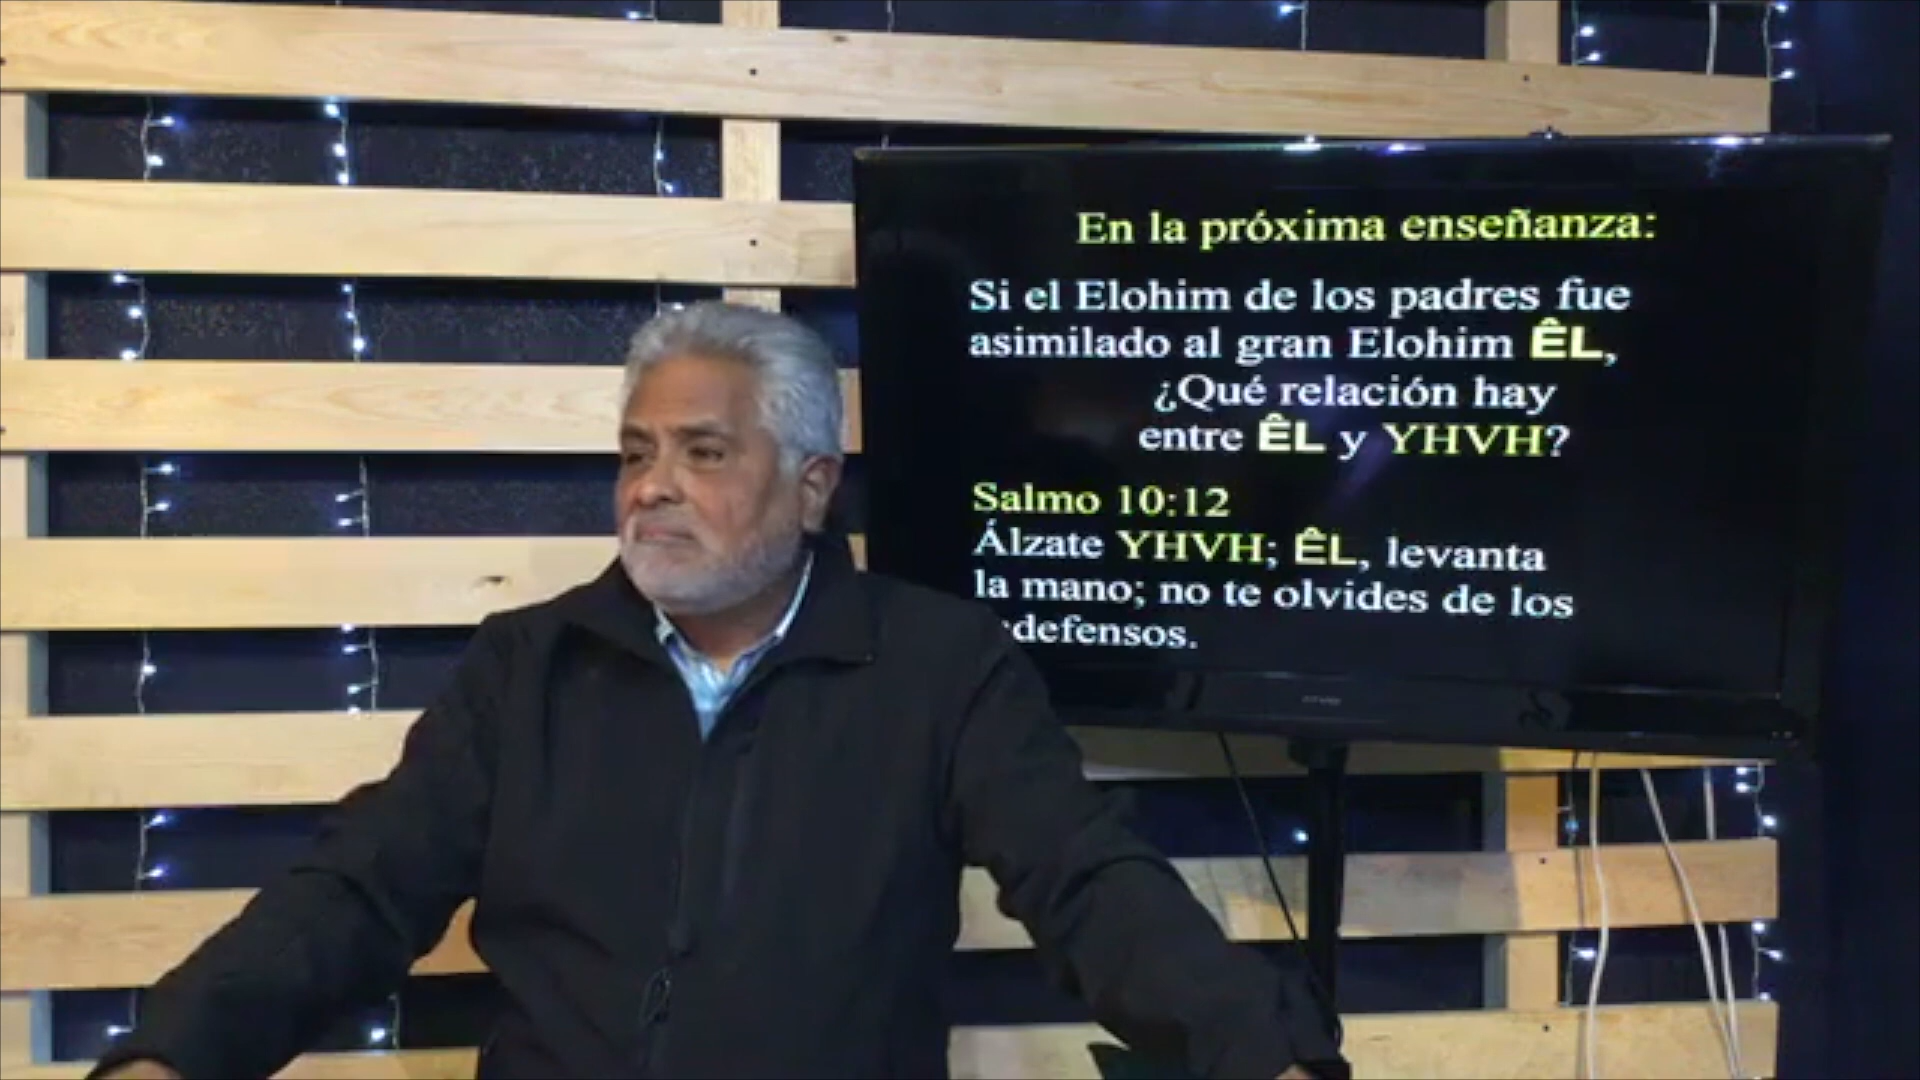 En la próxima enseñanza:
Si el Elohim de los padres fue
asimilado al gran Elohim ÊL,
¿Qué relación hay
entre ÊL y YHVH?
Salmo 10:12
Álzate YHVH; ÊL, levanta
la mano; no te olvides de los
defensos.